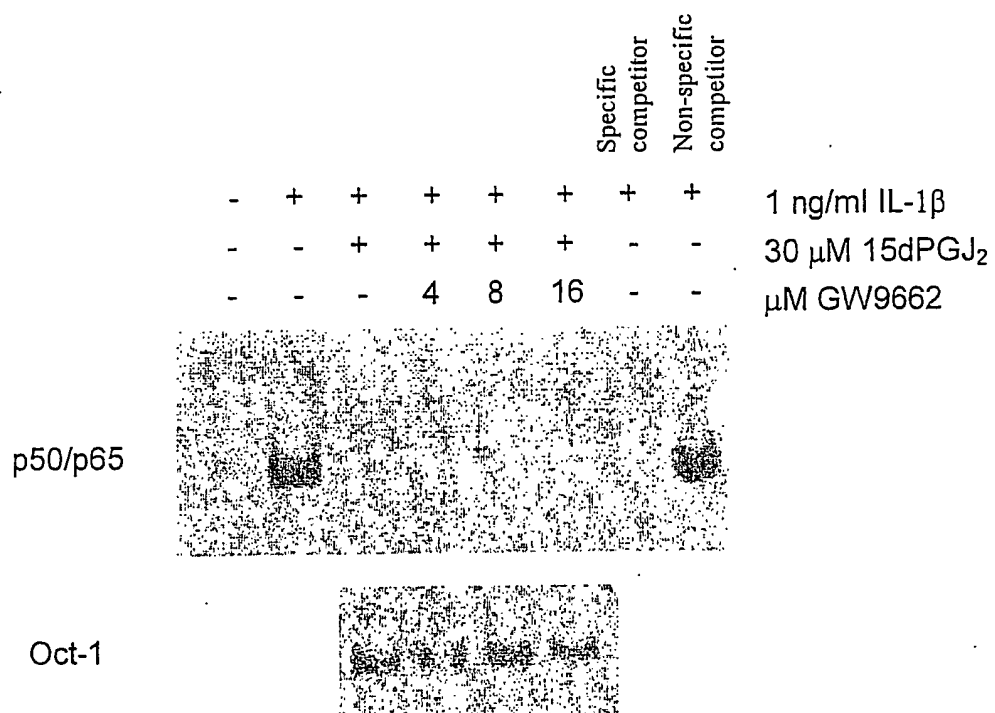 Specific
competitor
Non-specific
competitor
- + + + + + + + 1 ng/ml IL-1β
- - + + + + - - 30 μM 15dPGJ₂
- - - 4 8 16 - - μM GW9662
p50/p65
Oct-1